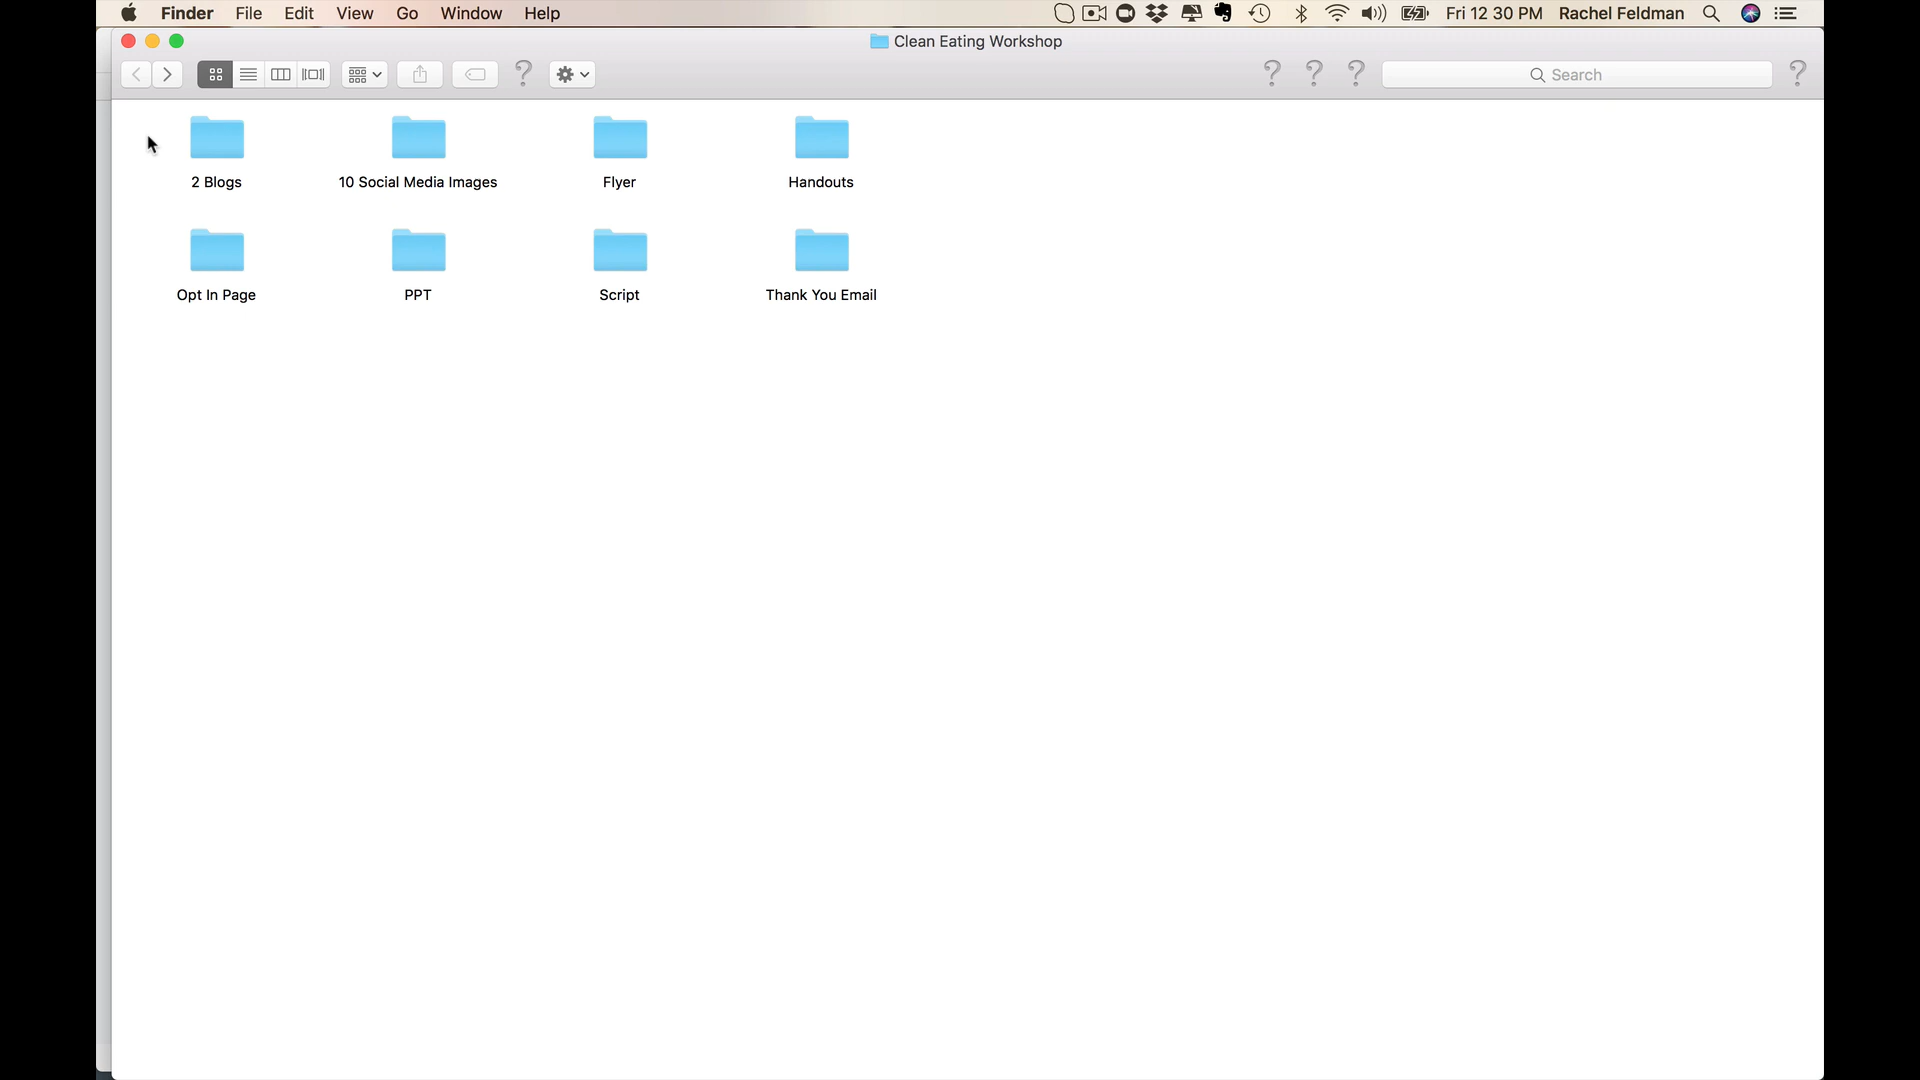 Finder File Edit View Go Window Help Fri 12 30 PM Rachel Feldman
Clean Eating Workshop
? ? ? ? Search ?
2 Blogs 10 Social Media Images Flyer Handouts
Opt In Page PPT Script Thank You Email